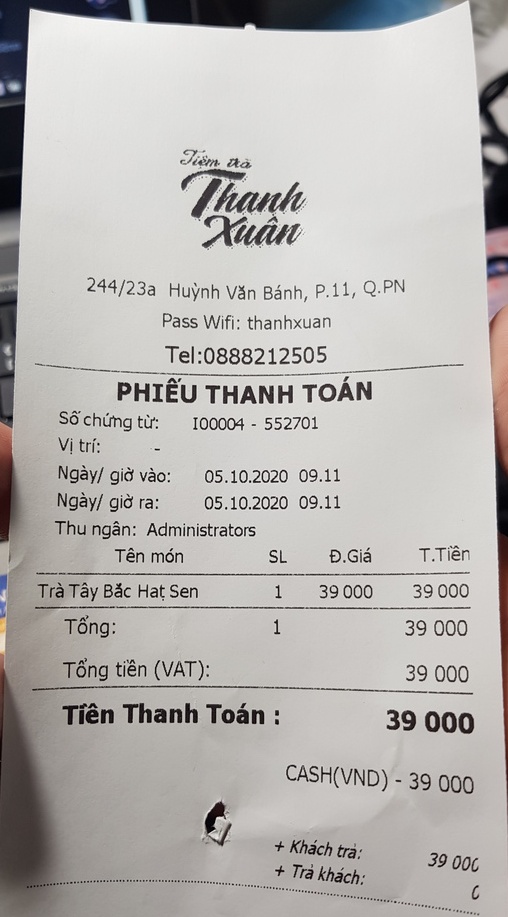 Tiệm trà
Thanh
Xuân
244/23a Huỳnh Văn Bánh, P.11, Q.PN
Pass Wifi: thanhxuan
Tel:0888212505
PHIẾU THANH TOÁN
Số chứng từ: I00004 - 552701
Vị trí: -
Ngày/ giờ vào: 05.10.2020 09.11
Ngày/ giờ ra: 05.10.2020 09.11
Thu ngân: Administrators
Tên món SL Đ.Giá T.Tiền
Trà Tây Bắc Hạt Sen 1 39 000 39 000
Tổng: 1 39 000
Tổng tiền (VAT): 39 000
Tiền Thanh Toán : 39 000
CASH(VND) - 39 000
+ Khách trả: 39 000
+ Trả khách: 0